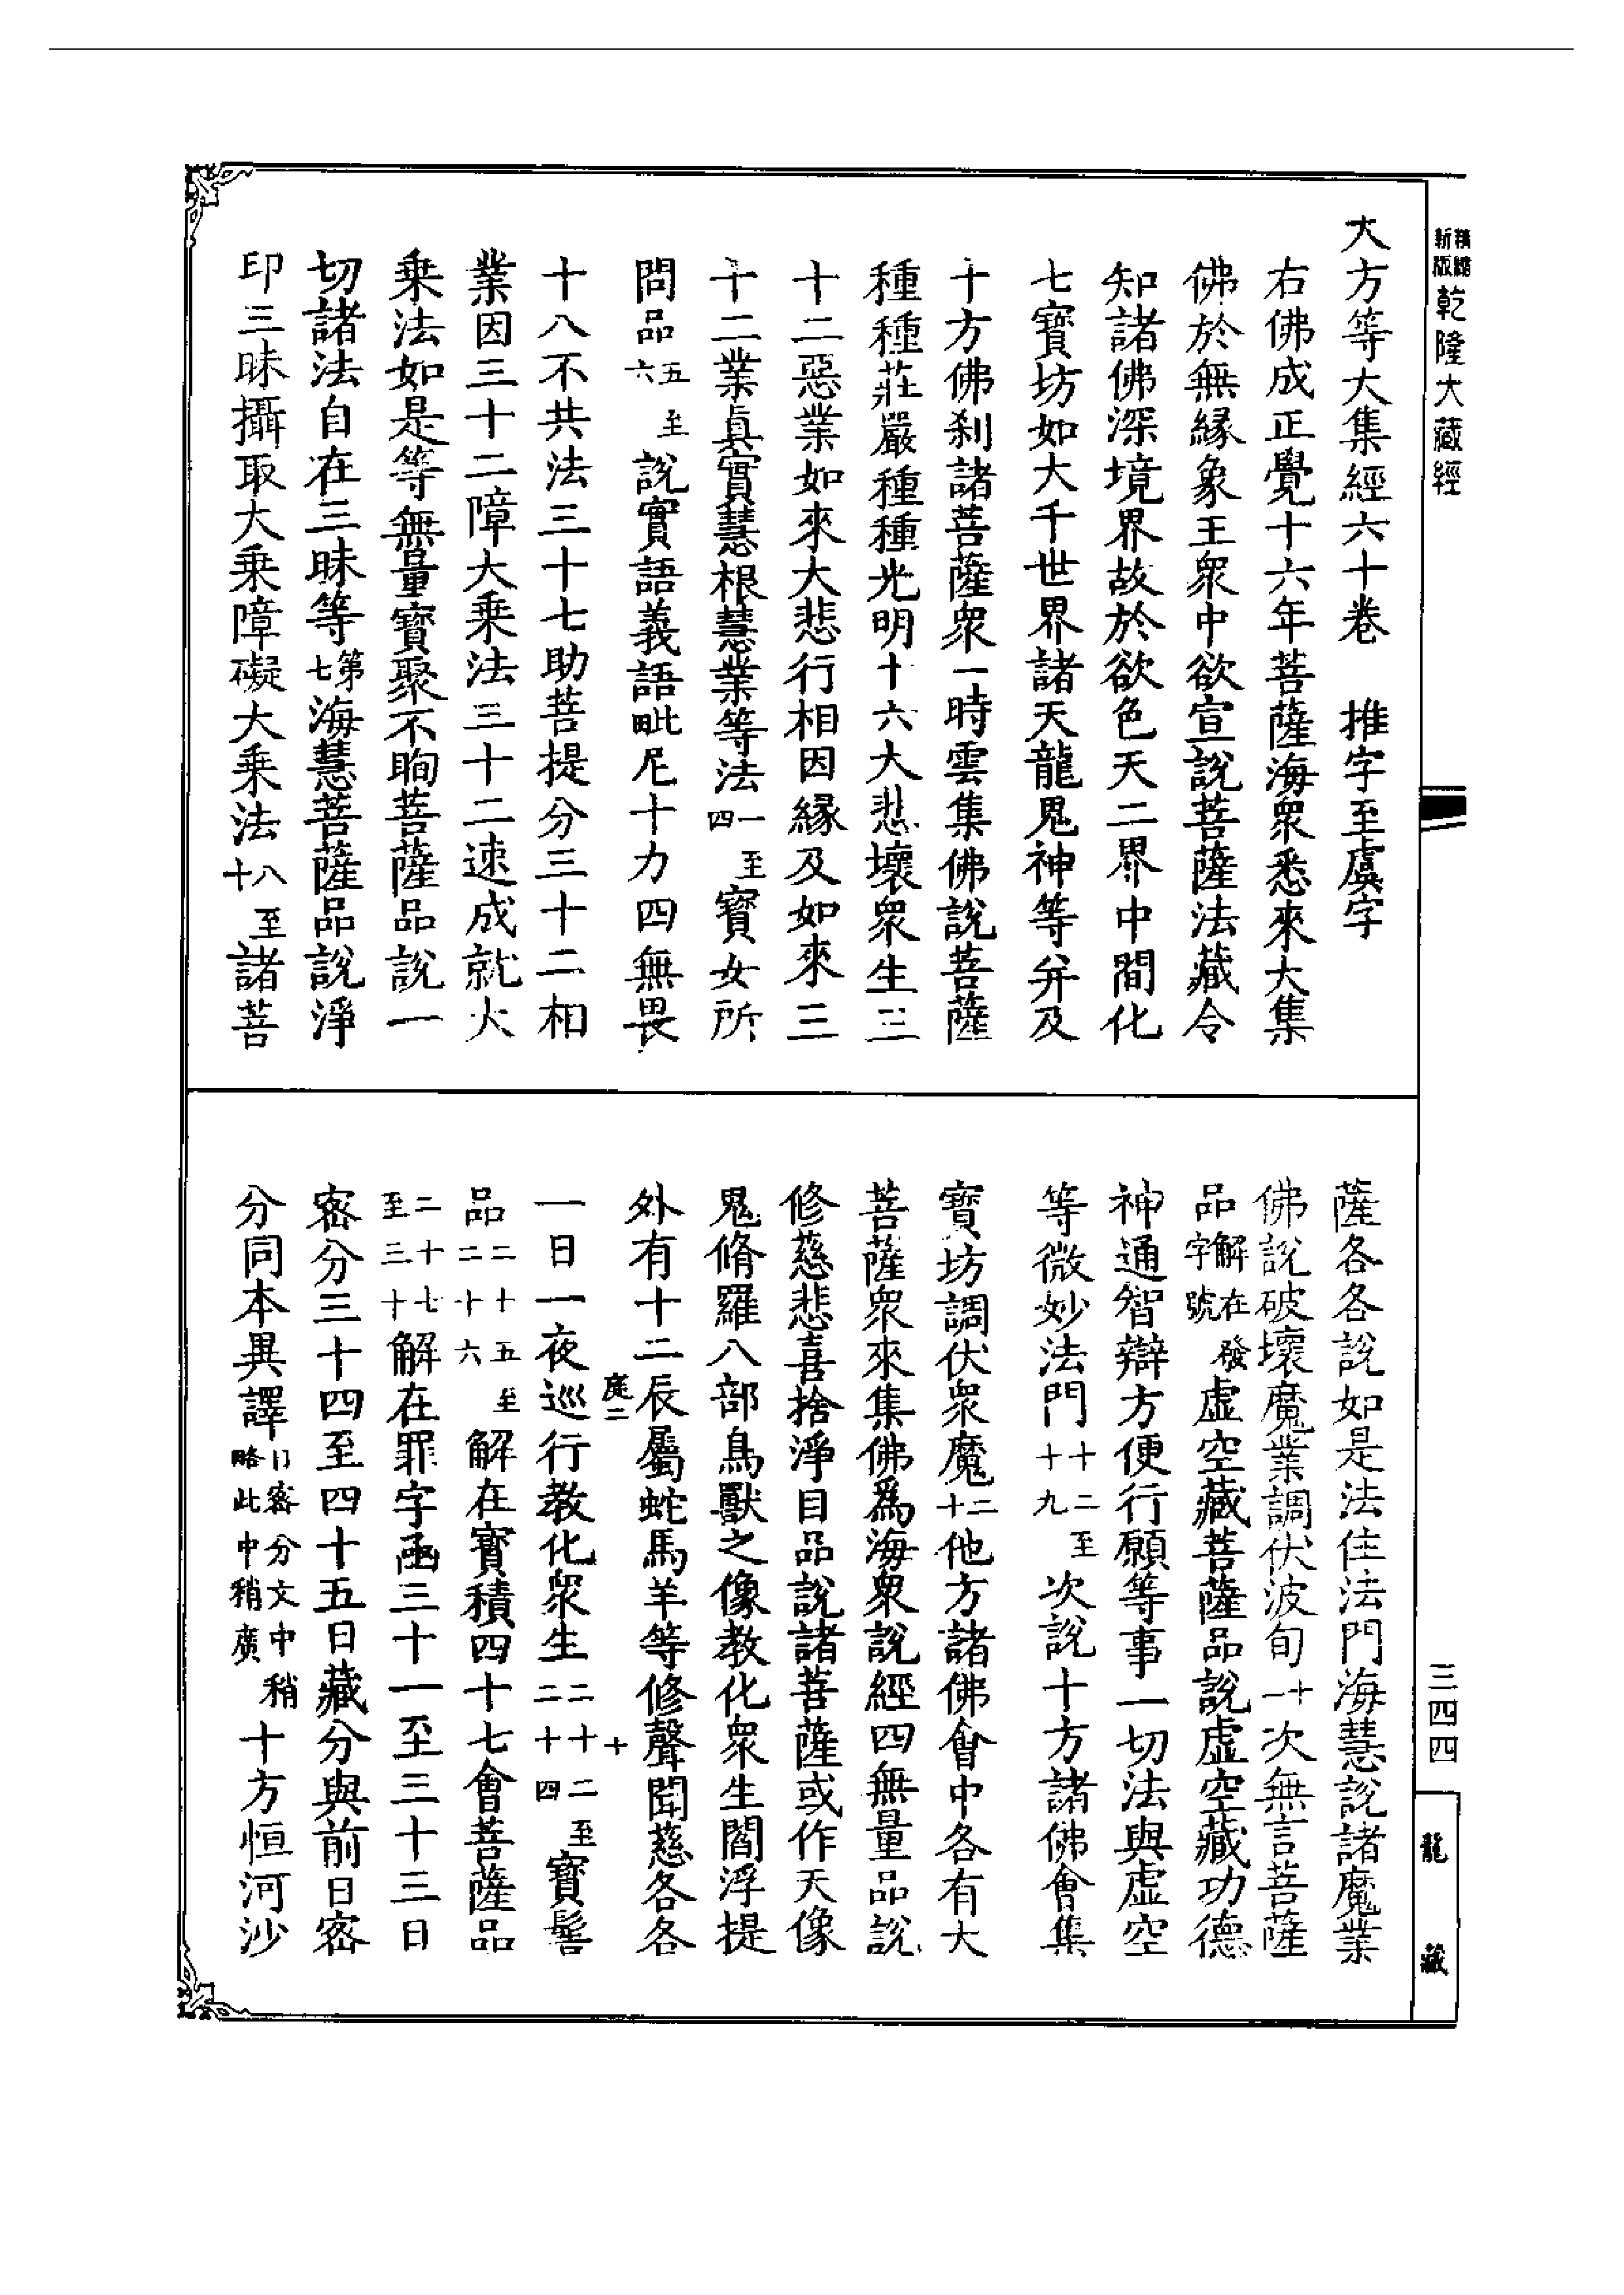 精縮
新版
乾隆大藏經
大方等大集經六十卷　推字至虞字
右佛成正覺十六年菩薩海衆悉來大集
佛於無緣象王衆中欲宣說菩薩法藏令
知諸佛深境界故於欲色天二界中間化
七寶坊如大千世界諸天龍鬼神等并及
十方佛刹諸菩薩衆一時雲集佛說菩薩
種種莊嚴種種光明十六大悲壞衆生三
十二惡業如來大悲行相因緣及如來三
十二業眞實慧根慧業等法一至四寶女所
問品五至六說實語義語毗尼十力四無畏
十八不共法三十七助菩提分三十二相
業因三十二障大乗法三十二速成就大
乗法如是等無量寶聚不眴菩薩品說一
切諸法自在三昧等第七海慧菩薩品說淨
印三昧攝取大乗障礙大乗法八至十諸菩
薩各各說如是法住法門海慧說諸魔業
佛說破壞魔業調伏波旬十一次無言菩薩
品解在發字號虛空藏菩薩品說虛空藏功德
神通智辯方便行願等事一切法與虛空
等微妙法門十二至十九次說十方諸佛會集
寶坊調伏衆魔二十他方諸佛會中各有大
菩薩衆來集佛爲海衆說經四無量品說
修慈悲喜捨淨目品說諸菩薩或作天像
鬼脩羅八部鳥獸之像教化衆生閻浮提
外有十二辰屬蛇馬羊等修聲聞慈各各
庭二
十
一日一夜巡行教化衆生二十二至二十四寶髻
品二十五至二十六解在寶積四十七會菩薩品
二十七至三十解在罪字函三十一至三十三日
密分三十四至四十五日藏分與前日密
分同本異譯日密分文中稍略此中稍廣十方恒河沙
三四四
龍藏